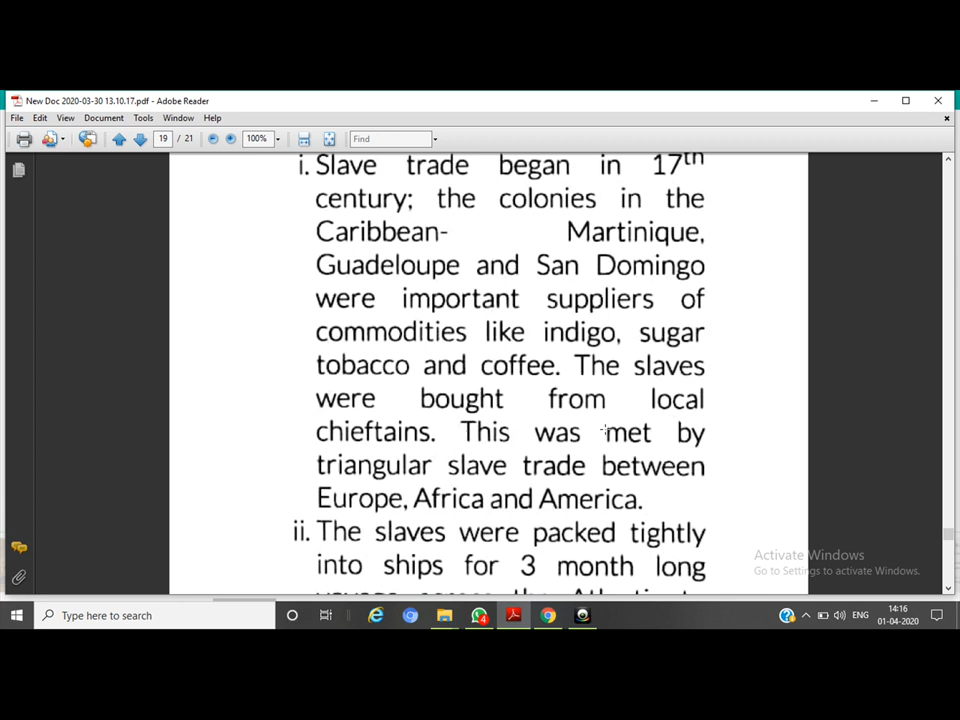 New Doc 2020-03-30 13.10.17.pdf - Adobe Reader
File Edit View Document Tools Window Help
19 / 21 100% Find
i. Slave trade began in 17th
century; the colonies in the
Caribbean- Martinique,
Guadeloupe and San Domingo
were important suppliers of
commodities like indigo, sugar
tobacco and coffee. The slaves
were bought from local
chieftains. This was met by
triangular slave trade between
Europe, Africa and America.
ii. The slaves were packed tightly
into ships for 3 month long
Activate Windows
Go to Settings to activate Windows.
Type here to search
4
14:16
ENG
01-04-2020